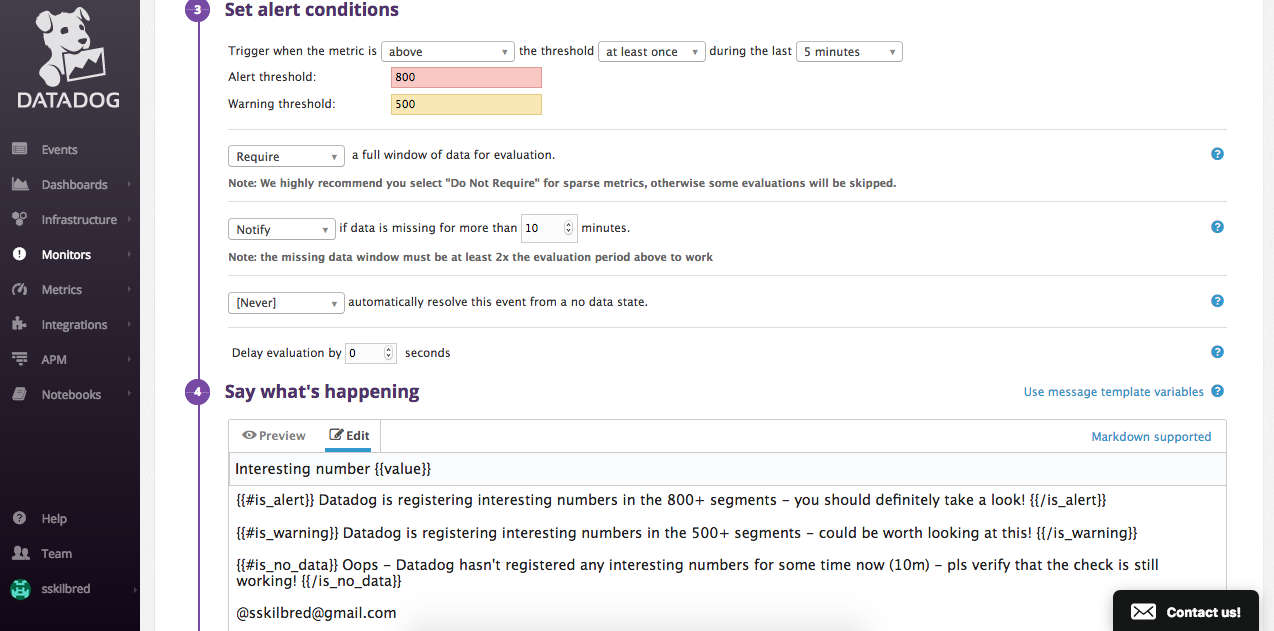 DATADOG
Events
Dashboards
Infrastructure
Monitors
Metrics
Integrations
APM
Notebooks
Help
Team
sskilbred
3 Set alert conditions
Trigger when the metric is above the threshold at least once during the last 5 minutes
Alert threshold: 800
Warning threshold: 500
Require a full window of data for evaluation. ?
Note: We highly recommend you select "Do Not Require" for sparse metrics, otherwise some evaluations will be skipped.
Notify if data is missing for more than 10 minutes. ?
Note: the missing data window must be at least 2x the evaluation period above to work
[Never] automatically resolve this event from a no data state. ?
Delay evaluation by 0 seconds ?
4 Say what's happening Use message template variables ?
Preview Edit Markdown supported
Interesting number {{value}}
{{#is_alert}} Datadog is registering interesting numbers in the 800+ segments – you should definitely take a look! {{/is_alert}}
{{#is_warning}} Datadog is registering interesting numbers in the 500+ segments – could be worth looking at this! {{/is_warning}}
{{#is_no_data}} Oops – Datadog hasn't registered any interesting numbers for some time now (10m) – pls verify that the check is still
working! {{/is_no_data}}
@sskilbred@gmail.com
Contact us!